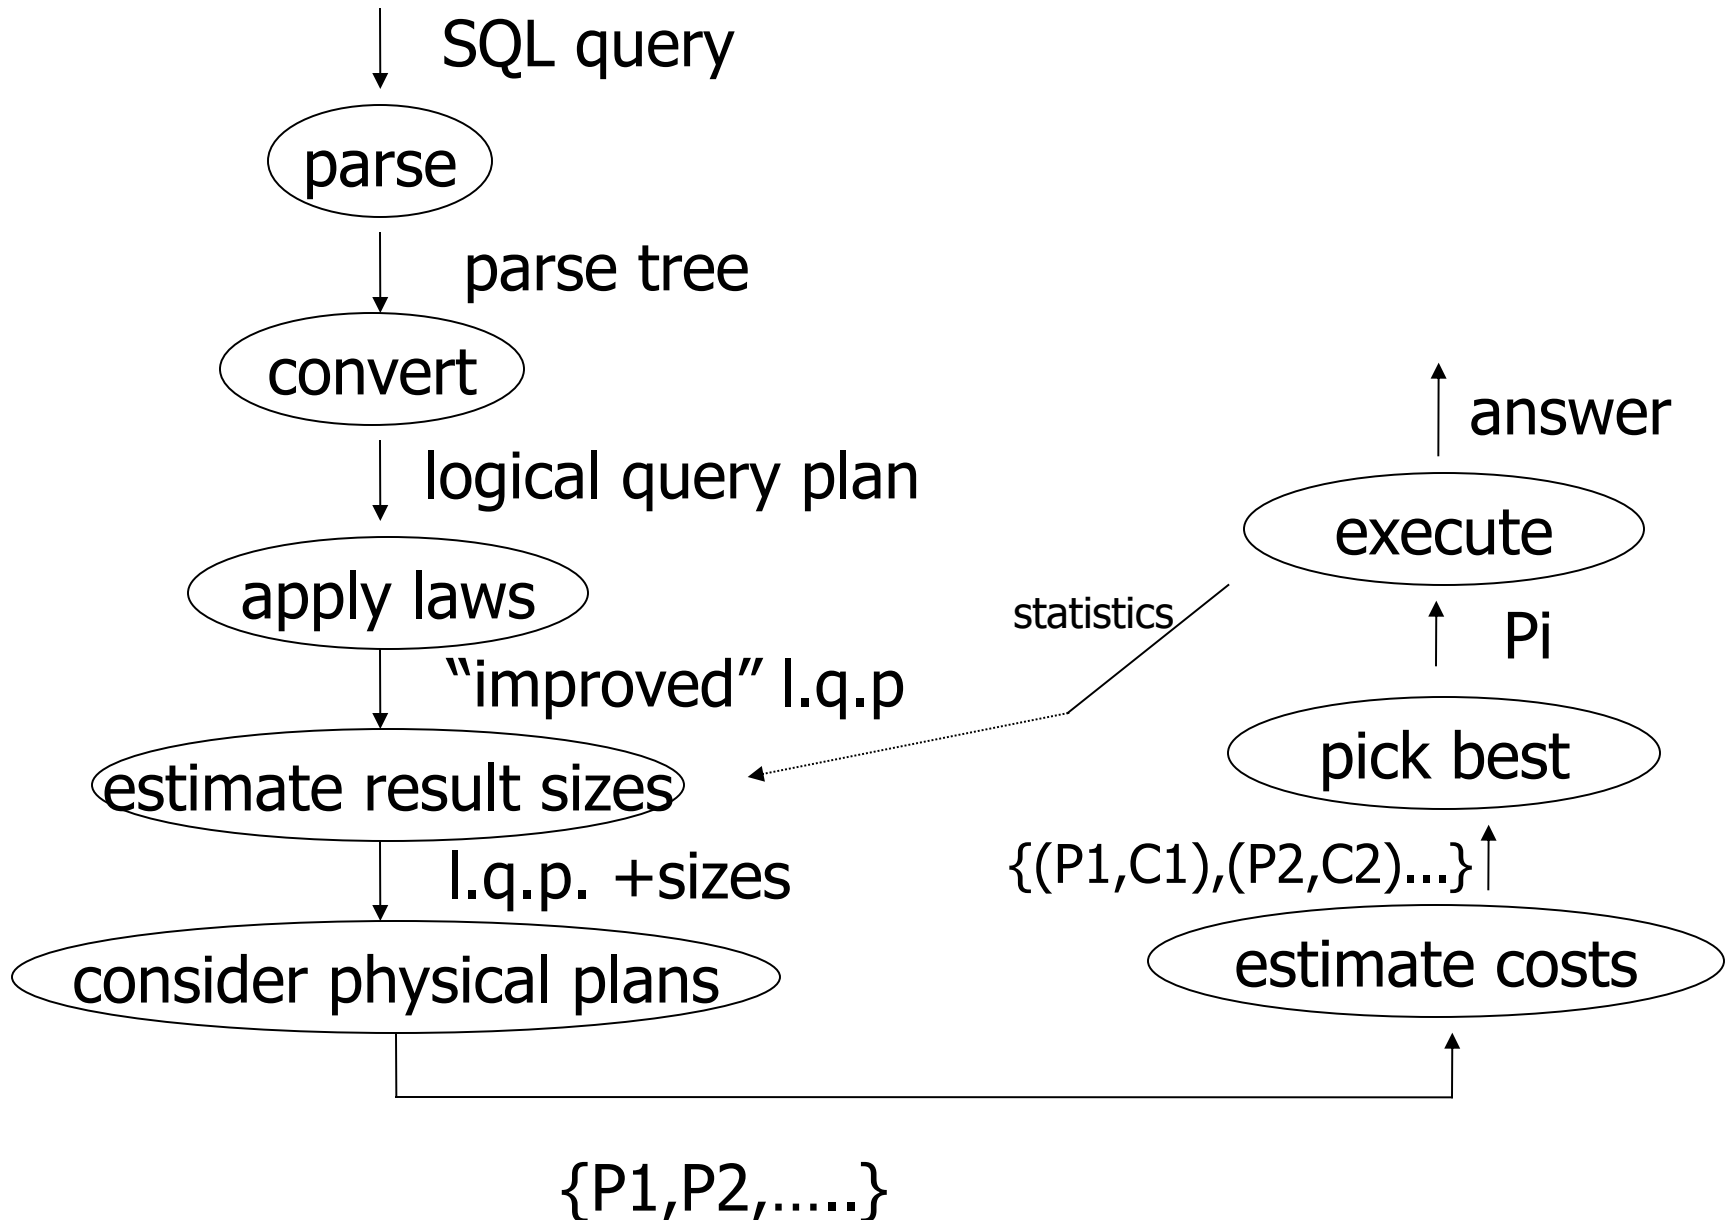 SQL query
parse
parse tree
convert
logical query plan
apply laws
“improved” l.q.p
estimate result sizes
l.q.p. +sizes
consider physical plans
{P1,P2,…..}
estimate costs
{(P1,C1),(P2,C2)...}
pick best
Pi
execute
answer
statistics